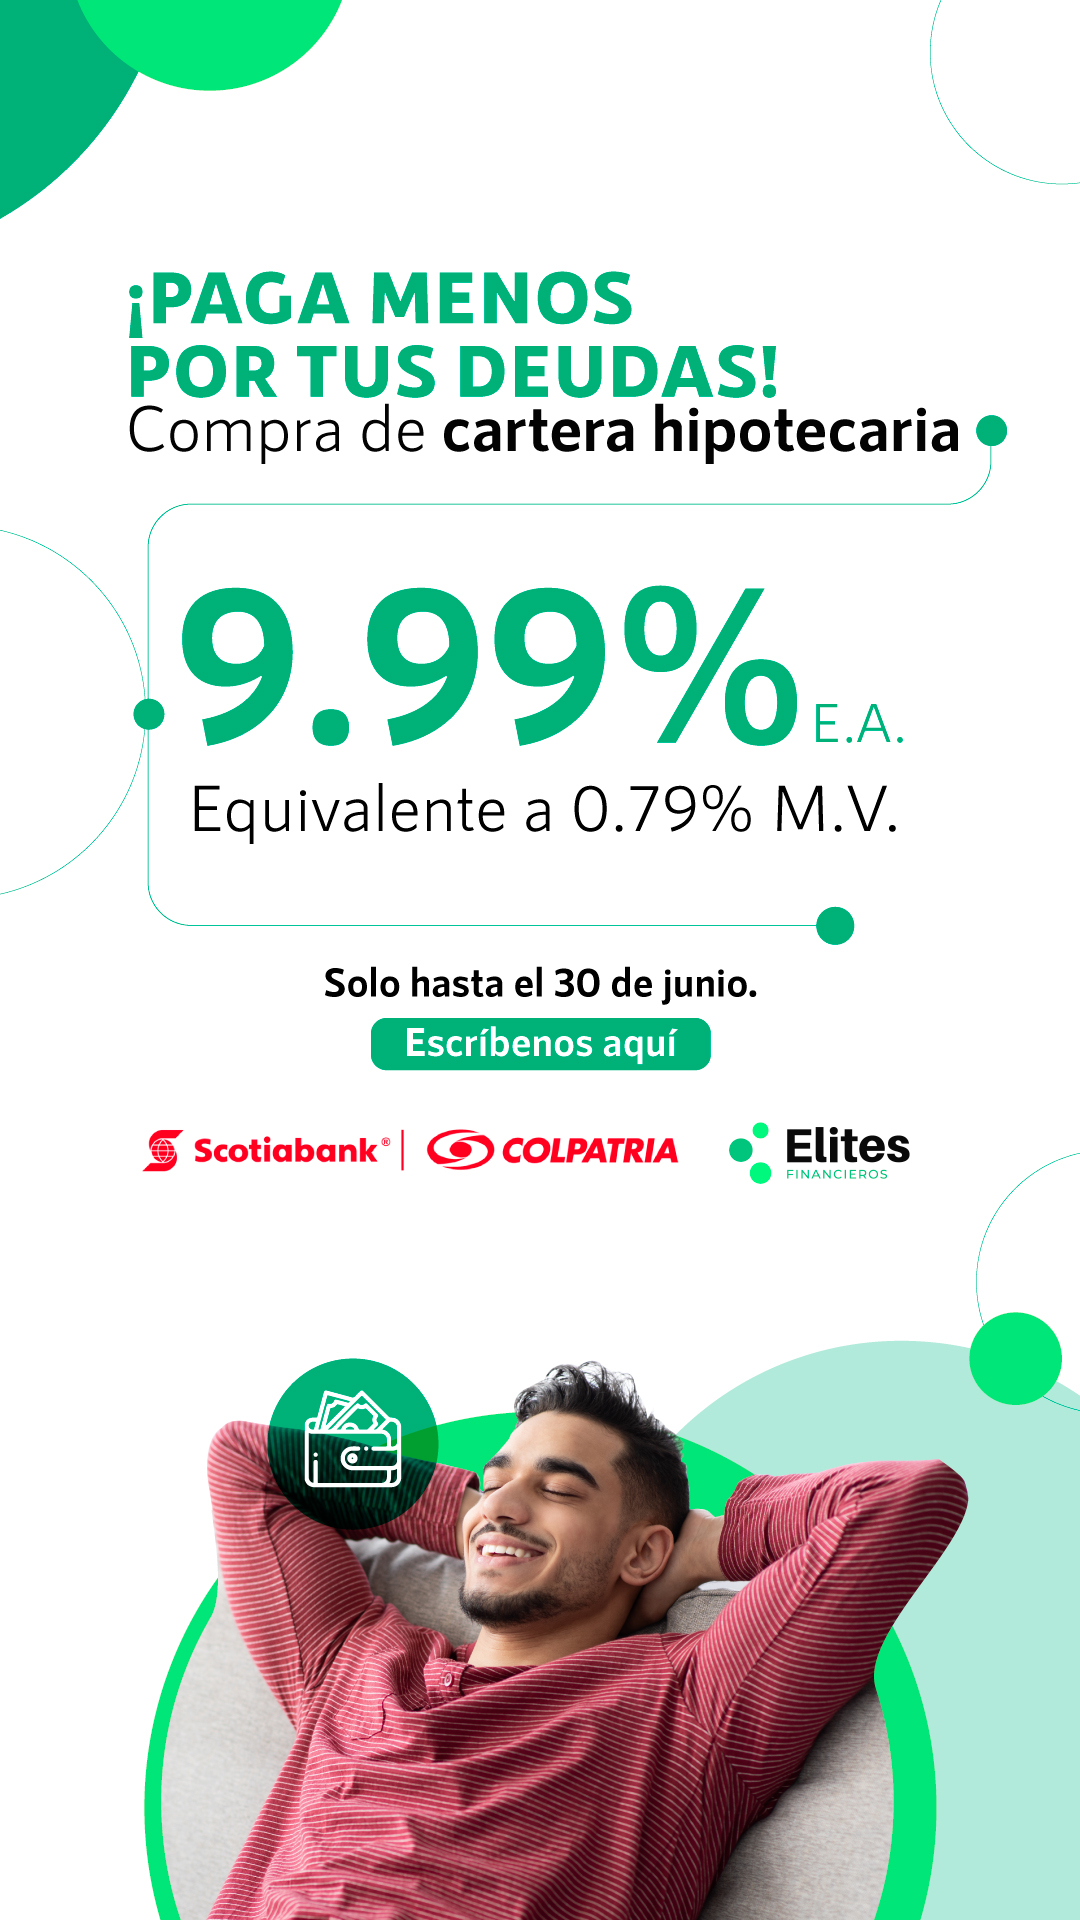 ¡PAGA MENOS
POR TUS DEUDAS!
Compra de cartera hipotecaria
9.99% E.A.
Equivalente a 0.79% M.V.
Solo hasta el 30 de junio.
Escríbenos aquí
Scotiabank® | COLPATRIA
Elites
FINANCIEROS